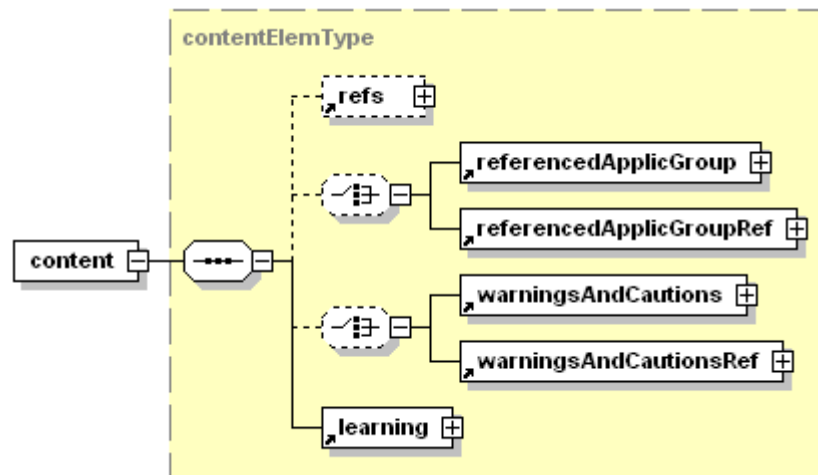 contentElemType
refs
referencedApplicGroup
referencedApplicGroupRef
content
warningsAndCautions
warningsAndCautionsRef
learning